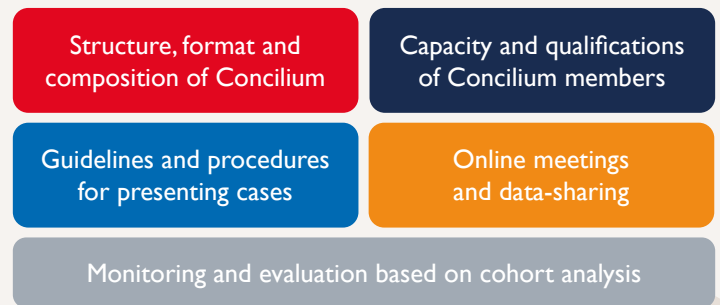 Structure, format and
composition of Concilium
Capacity and qualifications
of Concilium members
Guidelines and procedures
for presenting cases
Online meetings
and data-sharing
Monitoring and evaluation based on cohort analysis